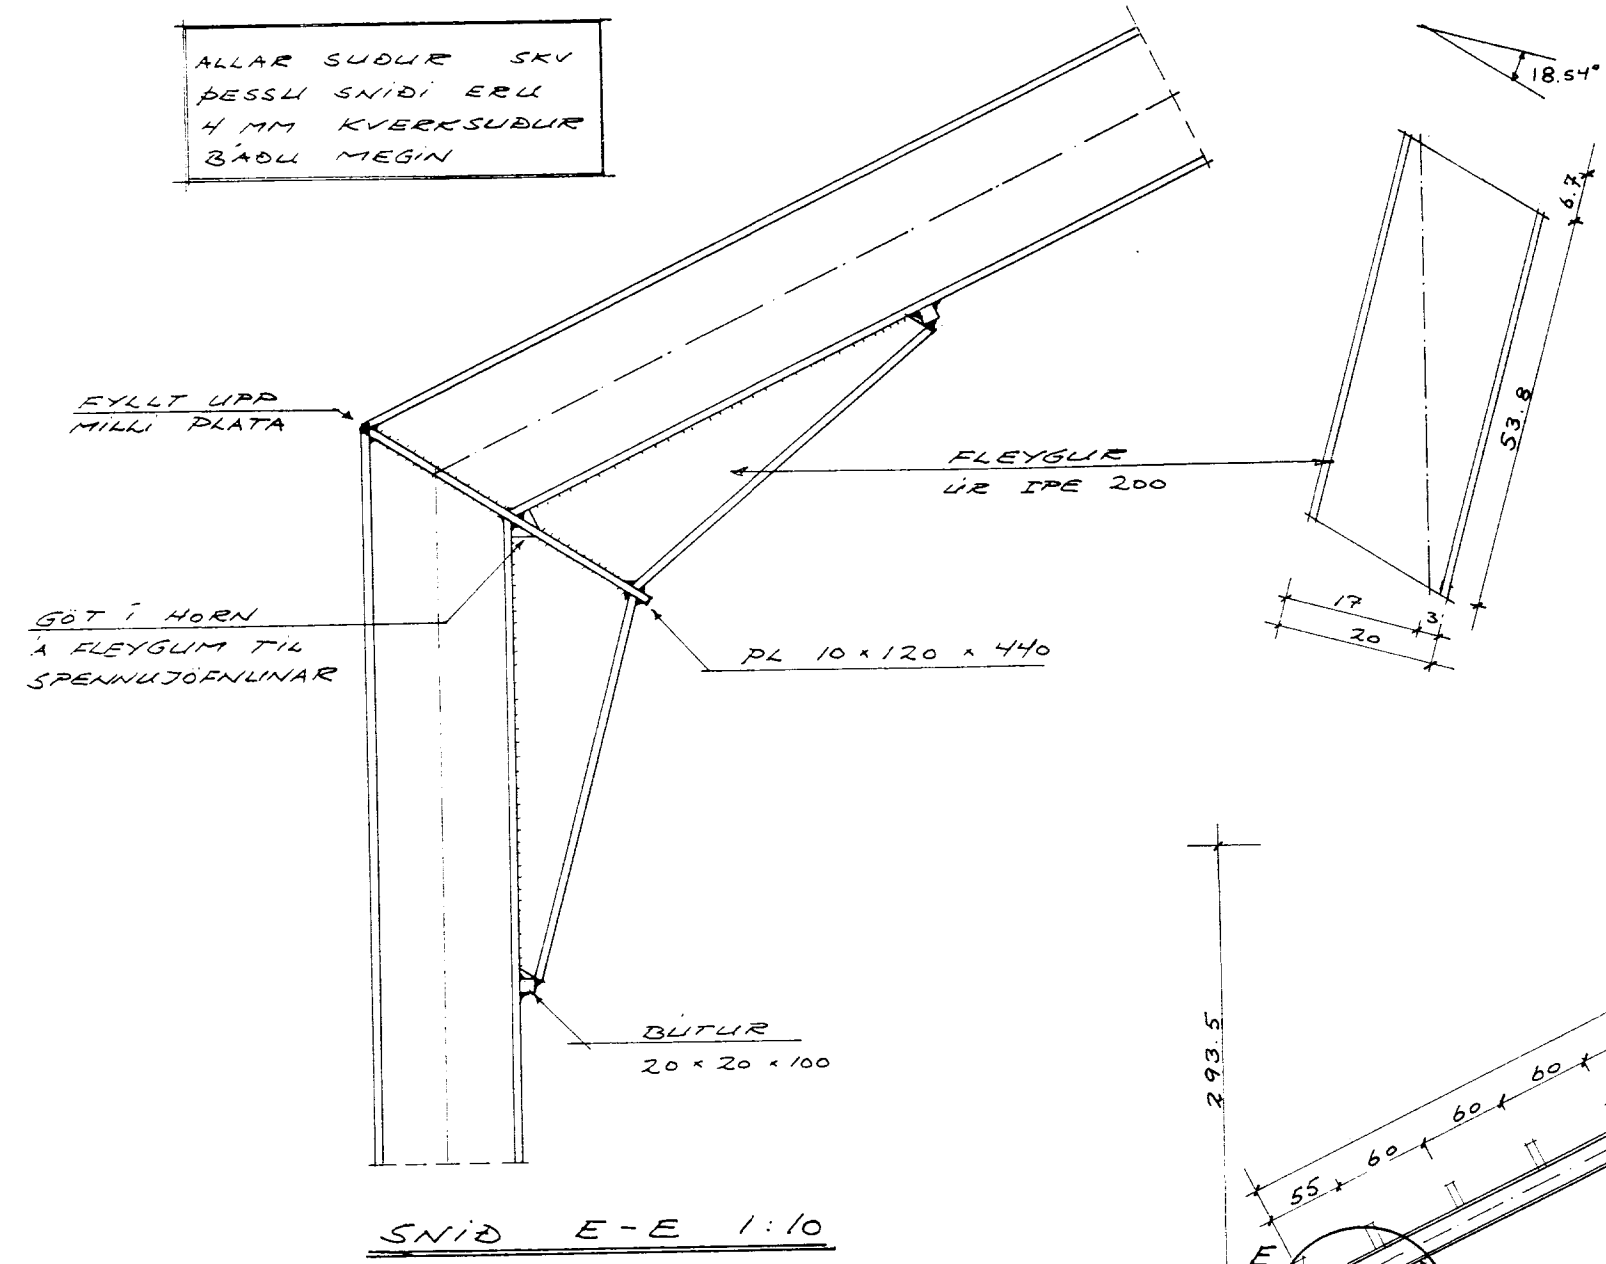 ALLAR SUÐUR SKV
ÞESSU SNIÐI ERU
4 MM KVERKSUÐUR
BÁÐU MEGIN
18.54°
6.7
53.8
FYLLT UPP
MILLI PLATA
FLEYGUR
ÚR IPE 200
17
3
20
GÖT Í HORN
Á FLEYGUM TIL
SPENNUJÖFNUNAR
PL 10 × 120 × 440
BÚTUR
20 × 20 × 100
293.5
60
60
60
55
E
SNIÐ E-E 1:10